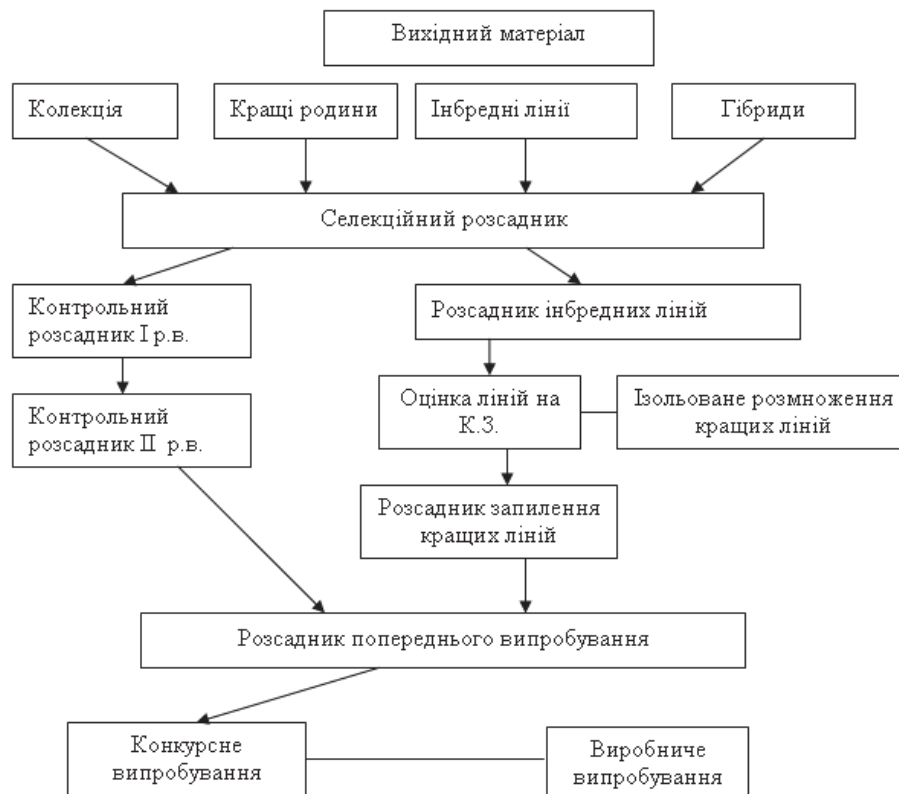 Вихідний матеріал
Колекція
Кращі родини
Інбредні лінії
Гібриди
Селекційний розсадник
Контрольний
розсадник І р.в.
Розсадник інбредних ліній
Контрольний
розсадник ІІ р.в.
Оцінка ліній на
К.З.
Ізольоване розмноження
кращих ліній
Розсадник запилення
кращих ліній
Розсадник попереднього випробування
Конкурсне
випробування
Виробниче
випробування